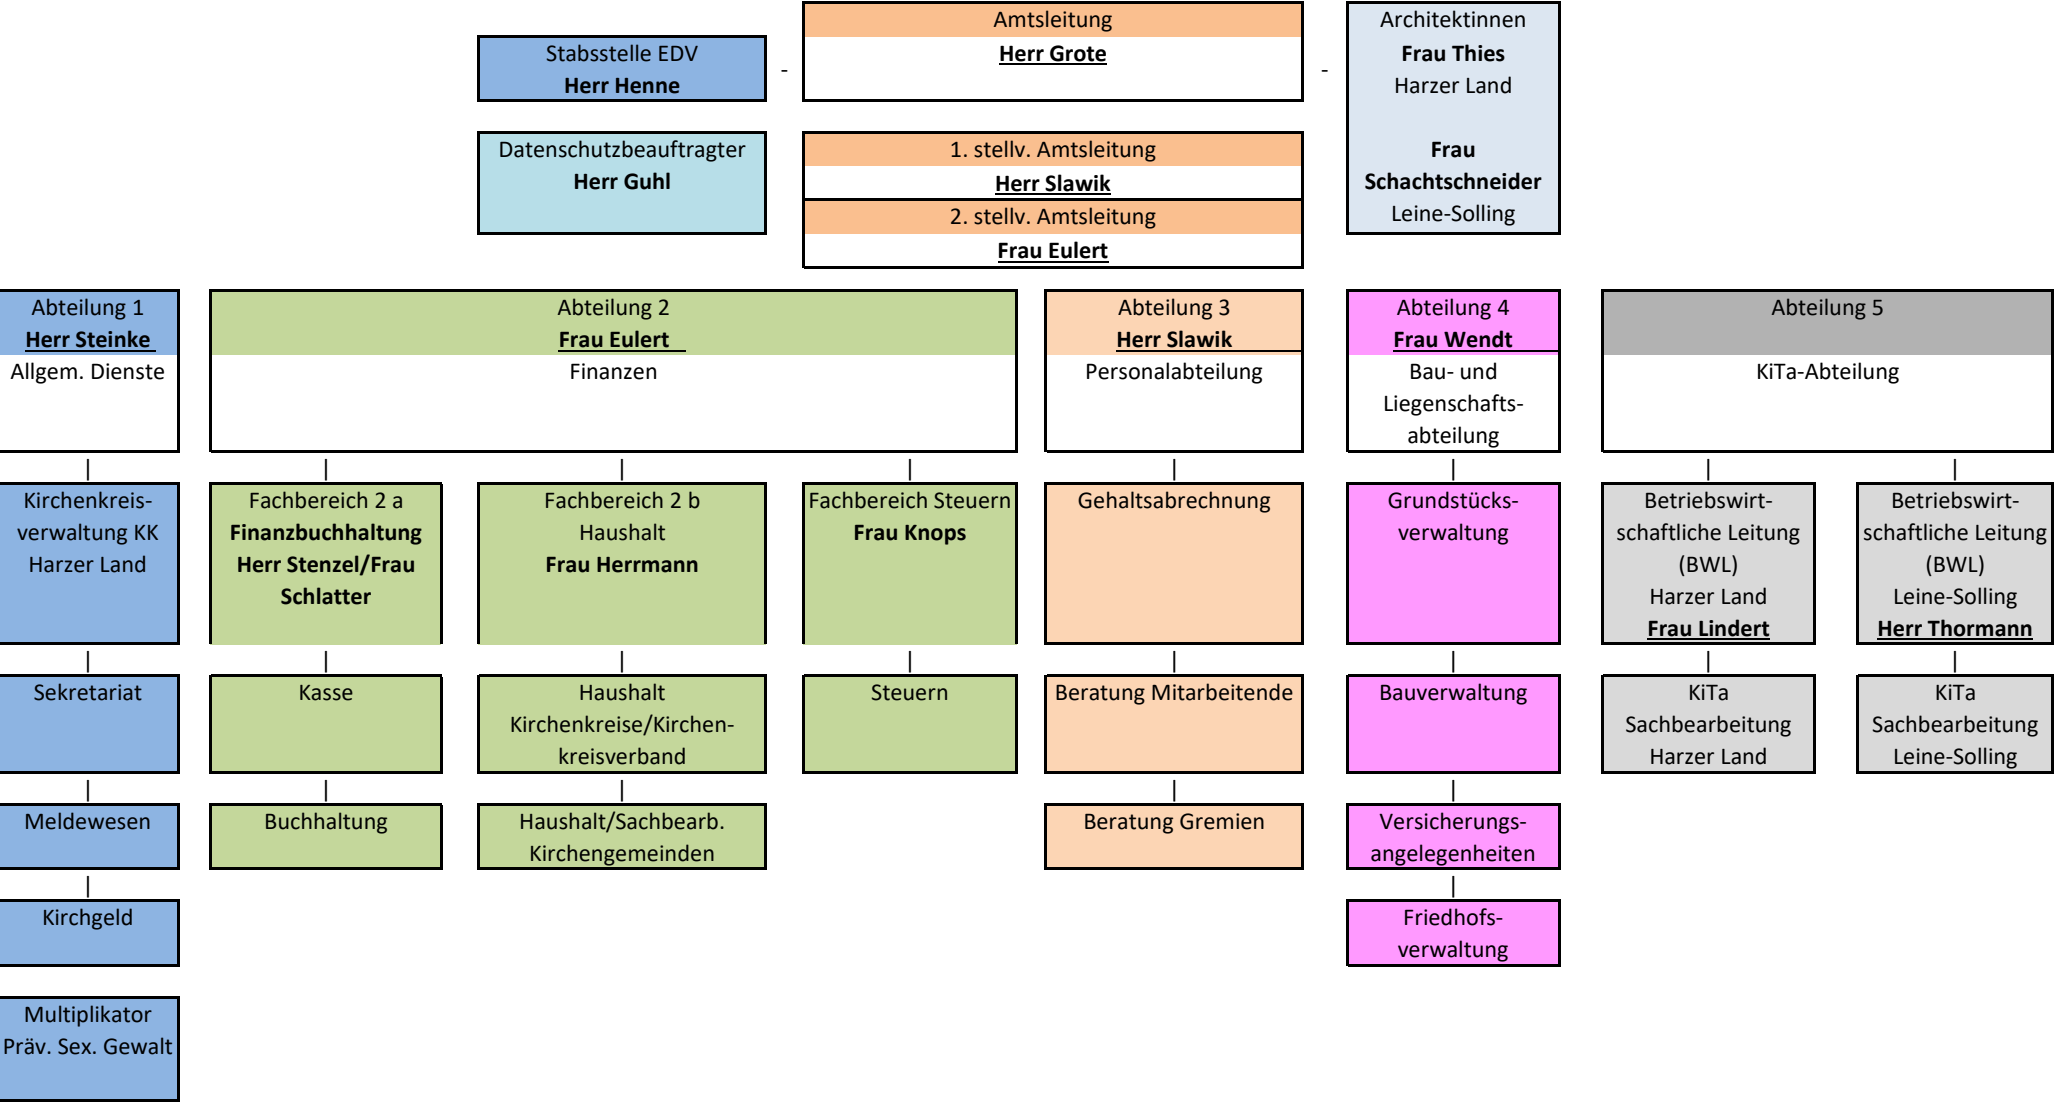 Amtsleitung
Herr Grote
Stabsstelle EDV
Herr Henne
-
-
Architektinnen
Frau Thies
Harzer Land
Frau
Schachtschneider
Leine-Solling
Datenschutzbeauftragter
Herr Guhl
1. stellv. Amtsleitung
Herr Slawik
2. stellv. Amtsleitung
Frau Eulert
Abteilung 1
Herr Steinke
Allgem. Dienste
Abteilung 2
Frau Eulert
Finanzen
Abteilung 3
Herr Slawik
Personalabteilung
Abteilung 4
Frau Wendt
Bau- und
Liegenschafts-
abteilung
Abteilung 5
KiTa-Abteilung
Kirchenkreis-
verwaltung KK
Harzer Land
Fachbereich 2 a
Finanzbuchhaltung
Herr Stenzel/Frau
Schlatter
Fachbereich 2 b
Haushalt
Frau Herrmann
Fachbereich Steuern
Frau Knops
Gehaltsabrechnung
Grundstücks-
verwaltung
Betriebswirt-
schaftliche Leitung
(BWL)
Harzer Land
Frau Lindert
Betriebswirt-
schaftliche Leitung
(BWL)
Leine-Solling
Herr Thormann
Sekretariat
Kasse
Haushalt
Kirchenkreise/Kirchen-
kreisverband
Steuern
Beratung Mitarbeitende
Bauverwaltung
KiTa
Sachbearbeitung
Harzer Land
KiTa
Sachbearbeitung
Leine-Solling
Meldewesen
Buchhaltung
Haushalt/Sachbearb.
Kirchengemeinden
Beratung Gremien
Versicherungs-
angelegenheiten
Kirchgeld
Friedhofs-
verwaltung
Multiplikator
Präv. Sex. Gewalt